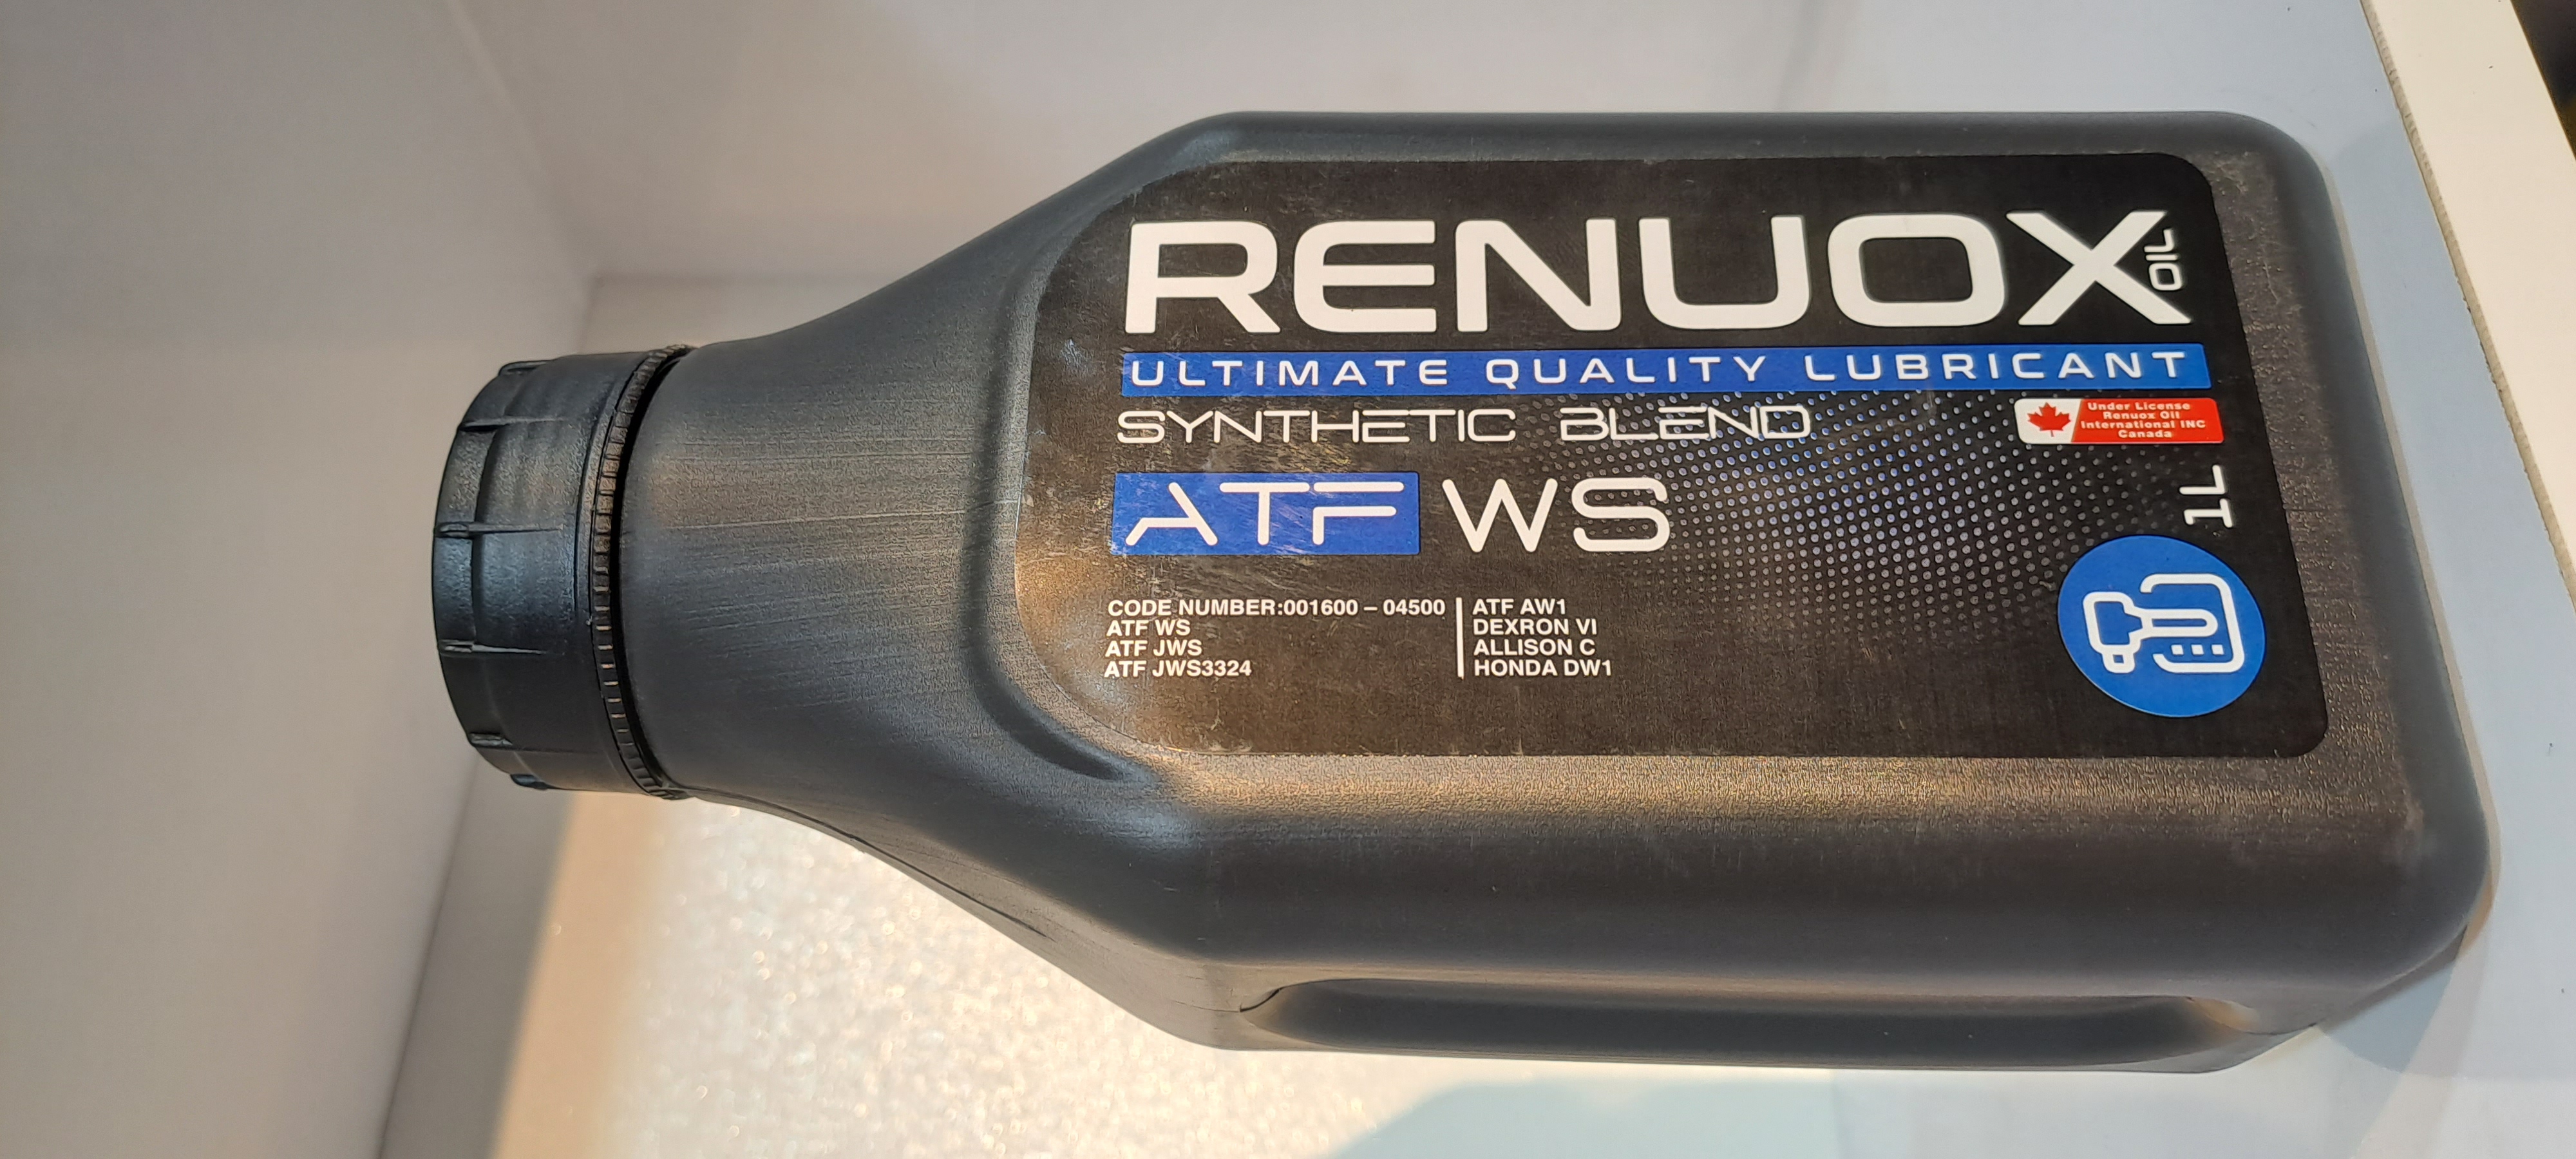 RENUOX
OIL
ULTIMATE QUALITY LUBRICANT
SYNTHETIC BLEND
Under License
Renuox Oil
International INC
Canada
ATF WS
1L
CODE NUMBER:001600 – 04500
ATF WS
ATF JWS
ATF JWS3324
ATF AW1
DEXRON VI
ALLISON C
HONDA DW1